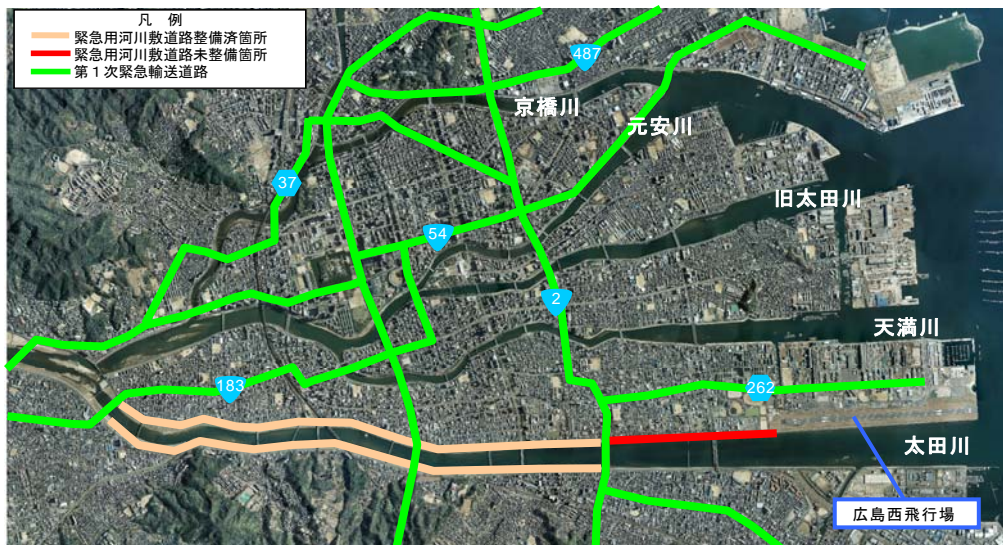 凡 例
緊急用河川敷道路整備済箇所
緊急用河川敷道路未整備箇所
第１次緊急輸送道路
487
京橋川
元安川
37
旧太田川
54
2
天満川
183
262
太田川
広島西飛行場